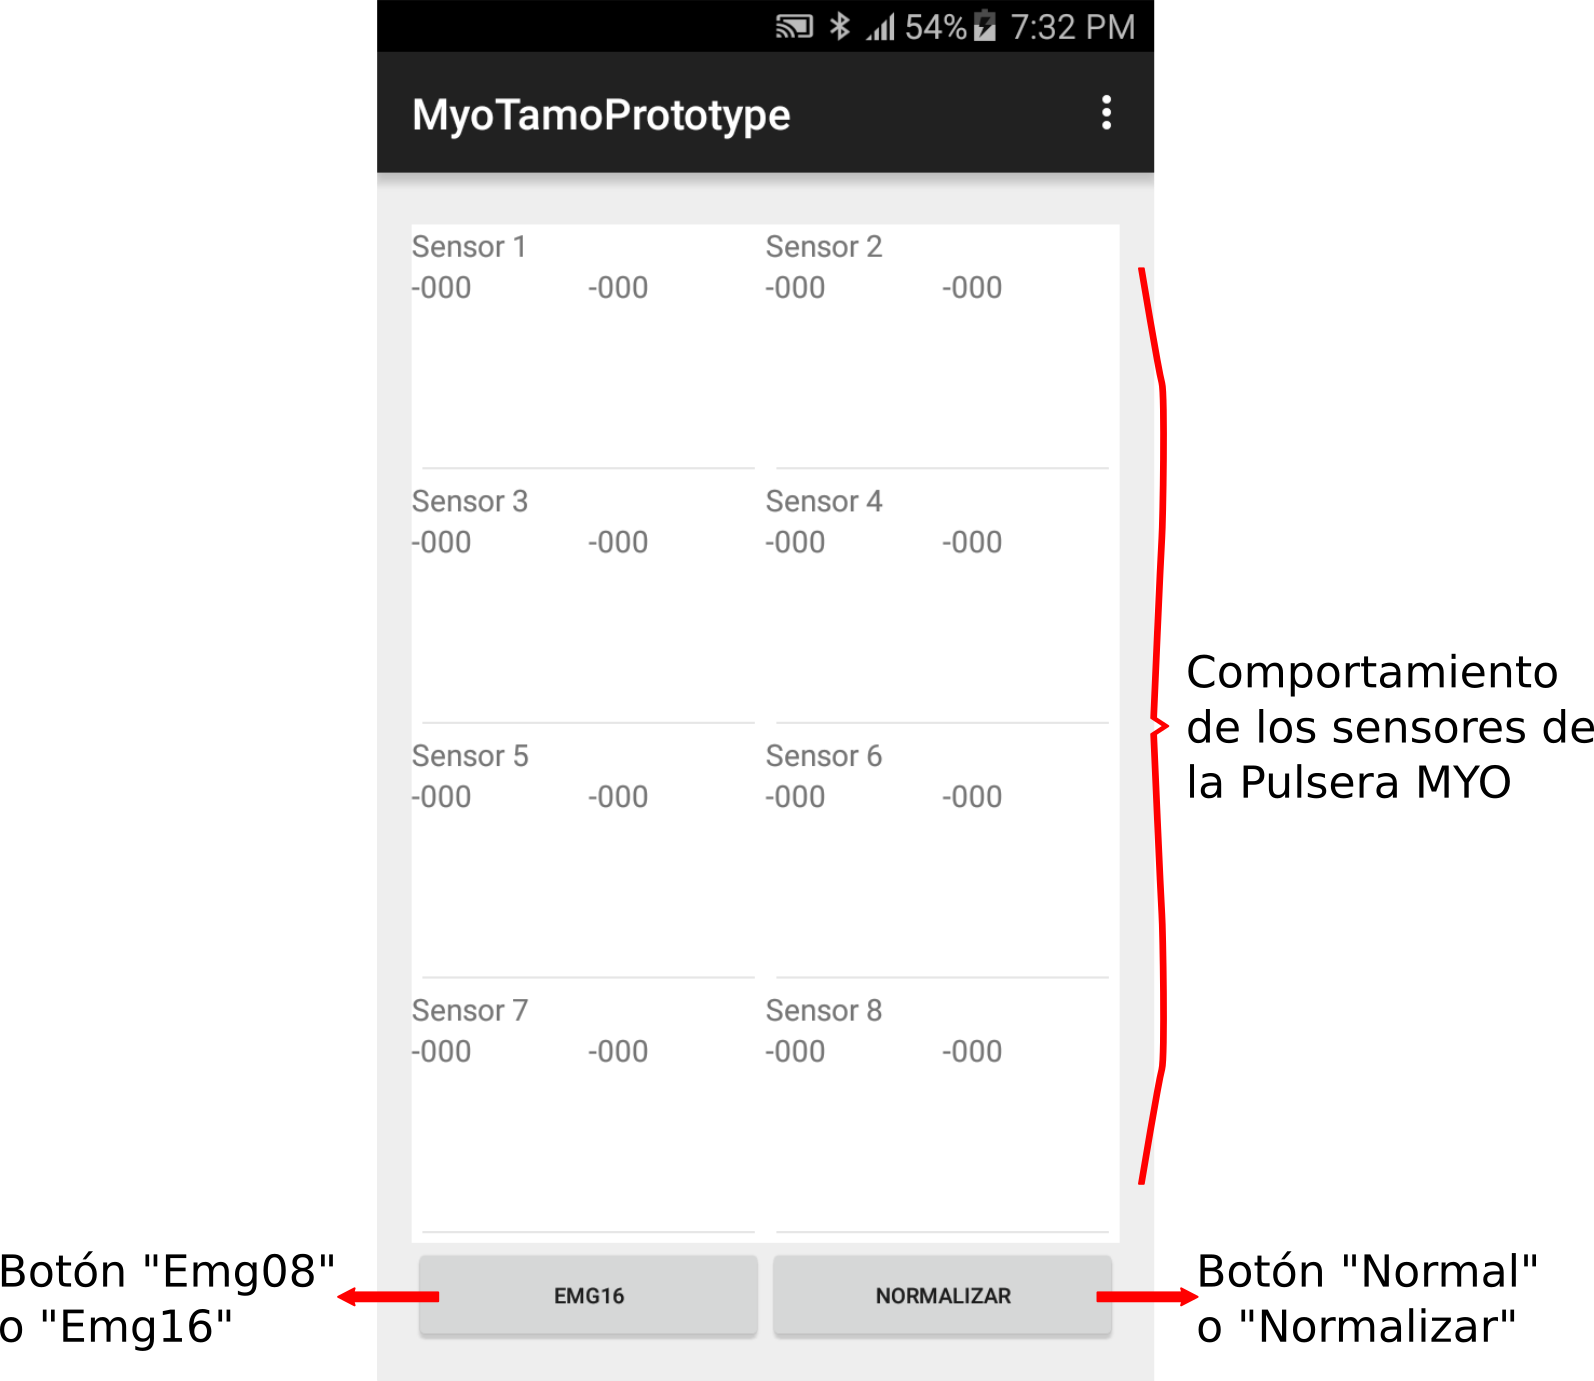 54% 7:32 PM
MyoTamoPrototype
Sensor 1 Sensor 2
-000 -000 -000 -000
Sensor 3 Sensor 4
-000 -000 -000 -000
Sensor 5 Sensor 6
-000 -000 -000 -000
Sensor 7 Sensor 8
-000 -000 -000 -000
Comportamiento
de los sensores de
la Pulsera MYO
Botón "Emg08"
o "Emg16"
EMG16
NORMALIZAR
Botón "Normal"
o "Normalizar"